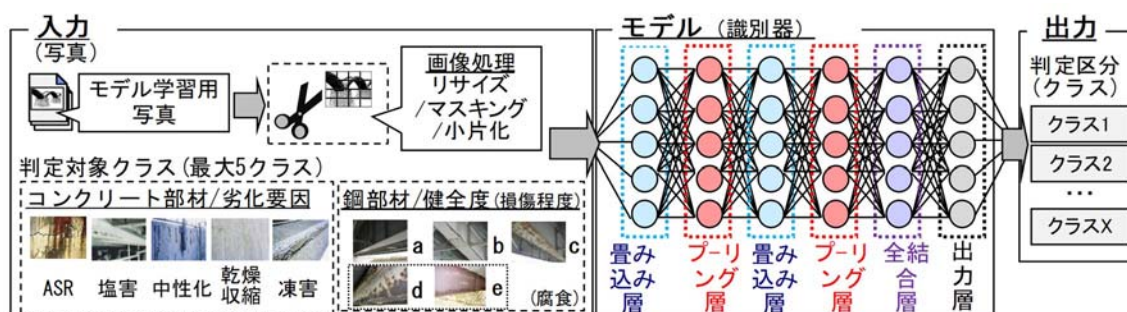 入力
(写真)
モデル学習用
写真
画像処理
リサイズ
/マスキング
/小片化
判定対象クラス(最大5クラス)
コンクリート部材/劣化要因
ASR
塩害
中性化
乾燥
収縮
凍害
鋼部材/健全度(損傷程度)
a
b
c
d
e
(腐食)
モデル (識別器)
畳み
込み
層
プーリ
ング
層
畳み
込み
層
プーリ
ング
層
全結
合層
出力層
出力
判定区分
(クラス)
クラス1
クラス2
...
クラスX